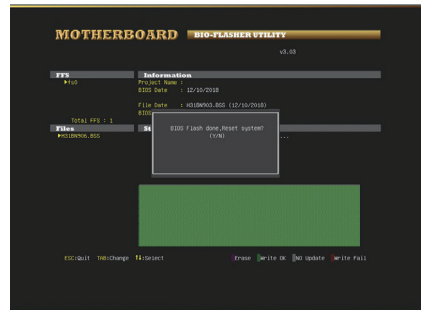 MOTHERBOARD BIO-FLASHER UTILITY
v3.03
FFS
▶fs0
Information
Project Name :
BIOS Date : 12/10/2018
File Date : H31BW903.BSS (12/10/2018)
BIOS
Total FFS : 1
Files
▶H31BW906.BSS
St
...
BIOS Flash done,Reset system?
(Y/N)
ESC:Quit TAB:Change ↑↓:Select Erase Write OK NO Update Write Fail